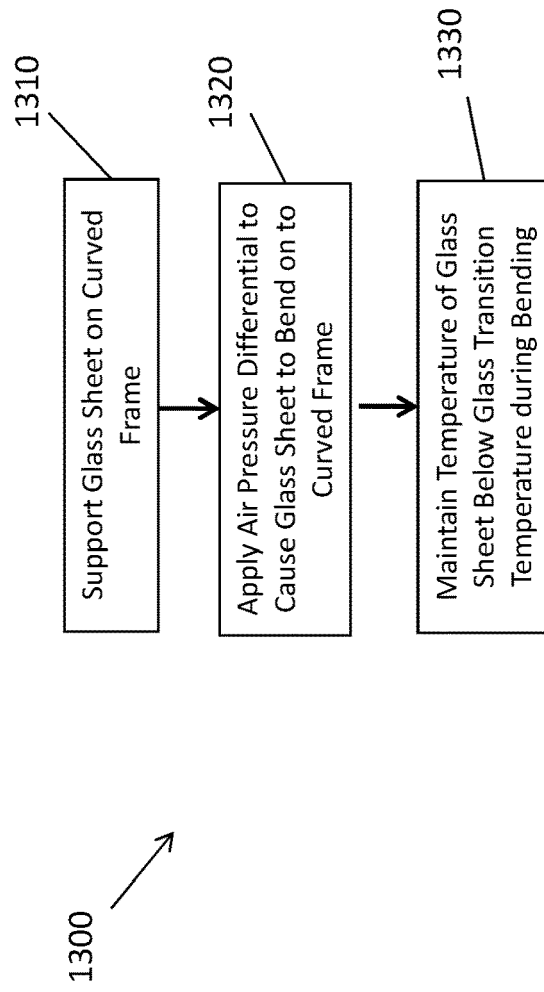 1300
1310
Support Glass Sheet on Curved
Frame
1320
Apply Air Pressure Differential to
Cause Glass Sheet to Bend on to
Curved Frame
1330
Maintain Temperature of Glass
Sheet Below Glass Transition
Temperature during Bending